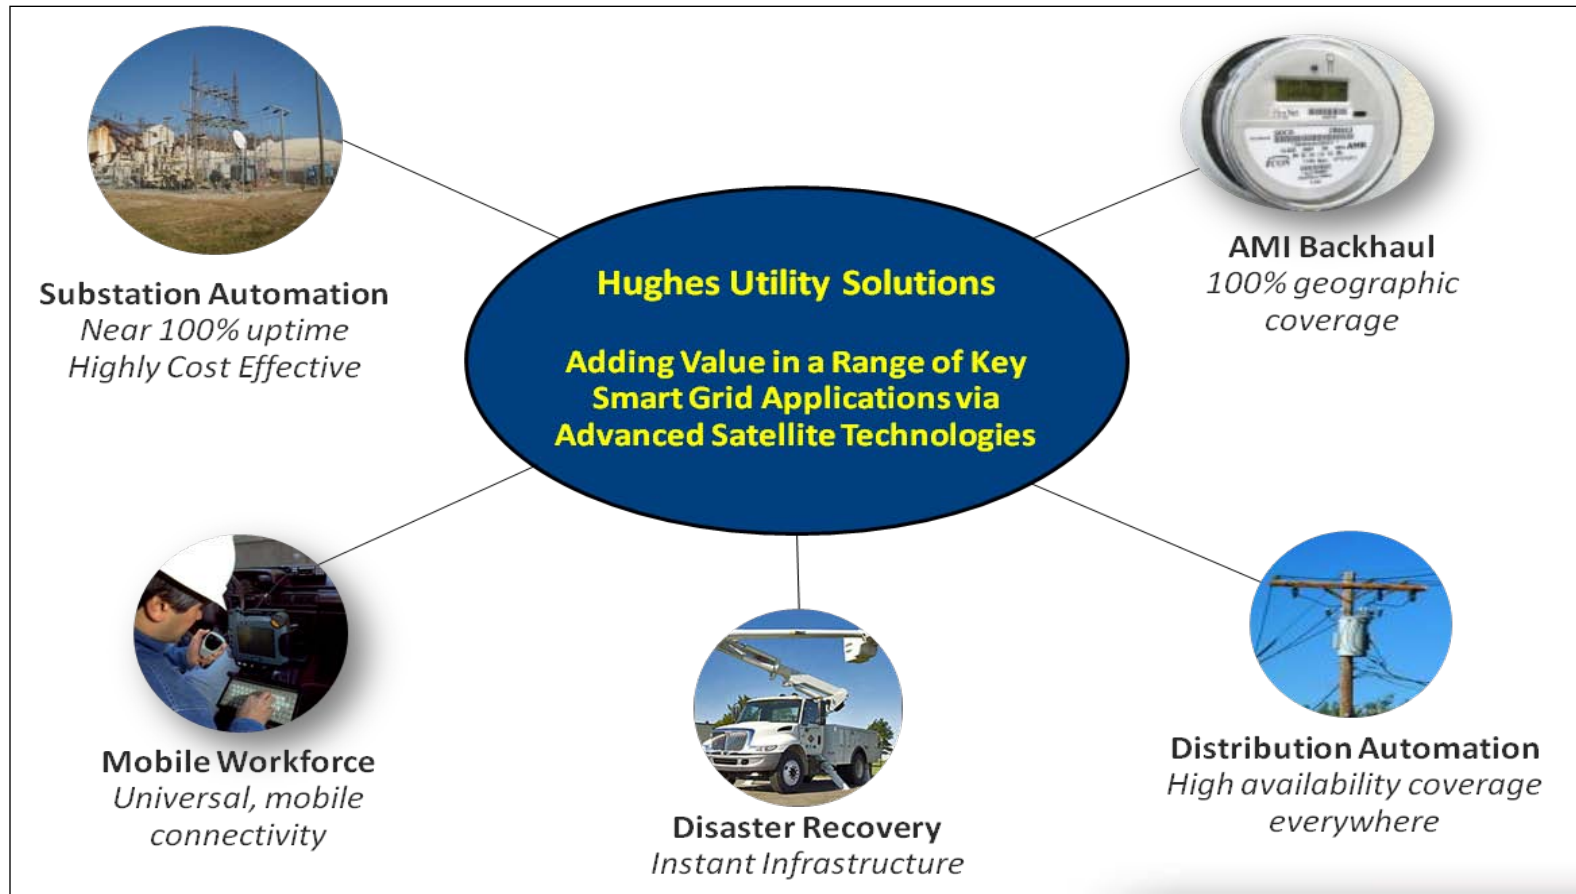 Hughes Utility Solutions
Adding Value in a Range of Key
Smart Grid Applications via
Advanced Satellite Technologies
Substation Automation
Near 100% uptime
Highly Cost Effective
AMI Backhaul
100% geographic
coverage
Mobile Workforce
Universal, mobile
connectivity
Disaster Recovery
Instant Infrastructure
Distribution Automation
High availability coverage
everywhere